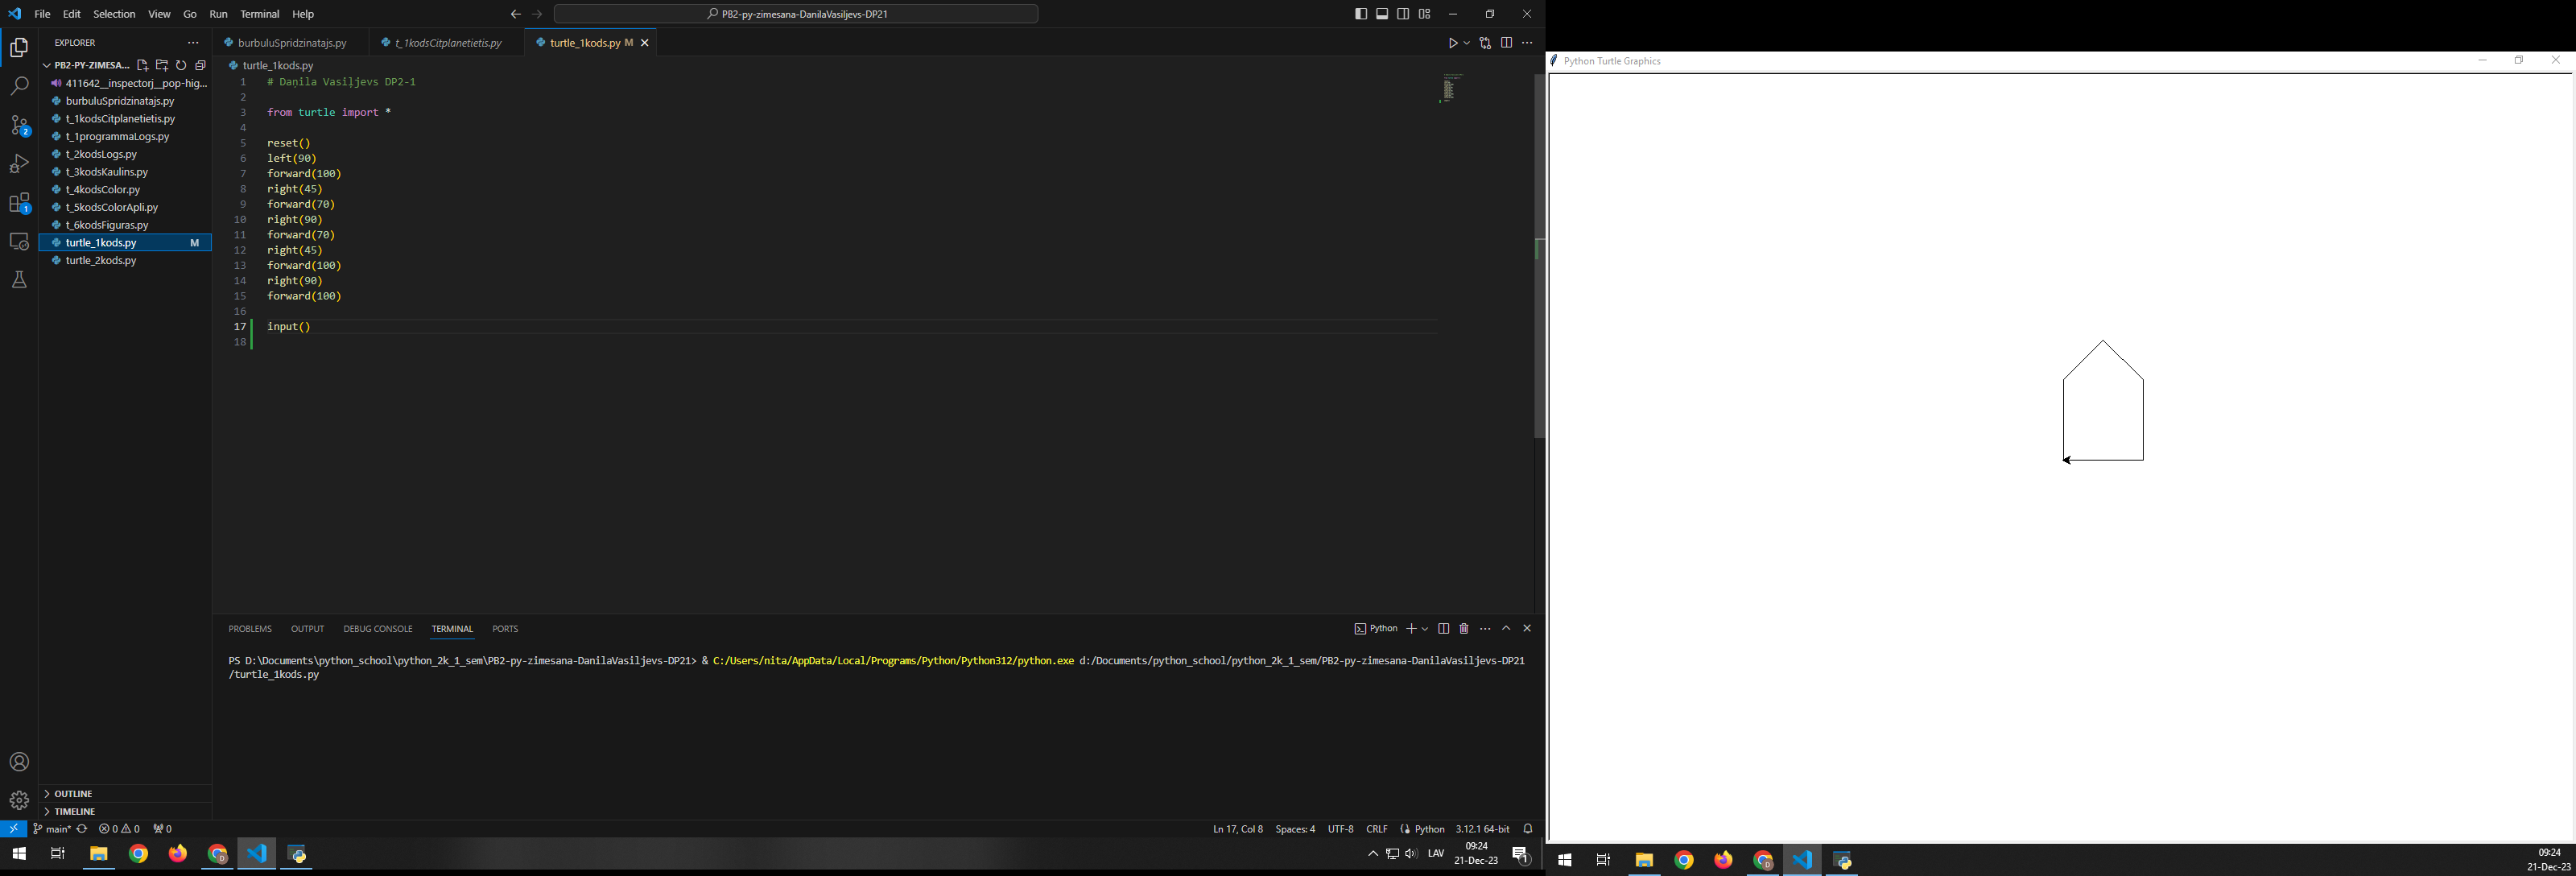 File Edit Selection View Go Run Terminal Help
PB2-py-zimesana-DanilaVasiljevs-DP21
EXPLORER
PB2-PY-ZIMESA...
411642__inspectorj__pop-hig...
burbuluSpridzinatajs.py
t_1kodsCitplanetietis.py
t_1programmaLogs.py
t_2kodsLogs.py
t_3kodsKaulins.py
t_4kodsColor.py
t_5kodsColorApli.py
t_6kodsFiguras.py
turtle_1kods.py M
turtle_2kods.py
OUTLINE
TIMELINE
2
1
burbuluSpridzinatajs.py t_1kodsCitplanetietis.py turtle_1kods.py M
turtle_1kods.py
1 # Daņila Vasiļjevs DP2-1
2
3 from turtle import *
4
5 reset()
6 left(90)
7 forward(100)
8 right(45)
9 forward(70)
10 right(90)
11 forward(70)
12 right(45)
13 forward(100)
14 right(90)
15 forward(100)
16
17 input()
18
PROBLEMS OUTPUT DEBUG CONSOLE TERMINAL PORTS
Python
PS D:\Documents\python_school\python_2k_1_sem\PB2-py-zimesana-DanilaVasiljevs-DP21> & C:/Users/nita/AppData/Local/Programs/Python/Python312/python.exe d:/Documents/python_school/python_2k_1_sem/PB2-py-zimesana-DanilaVasiljevs-DP21
/turtle_1kods.py
main* 0 0 0
Ln 17, Col 8 Spaces: 4 UTF-8 CRLF Python 3.12.1 64-bit
LAV
09:24
21-Dec-23
1
Python Turtle Graphics
09:24
21-Dec-23